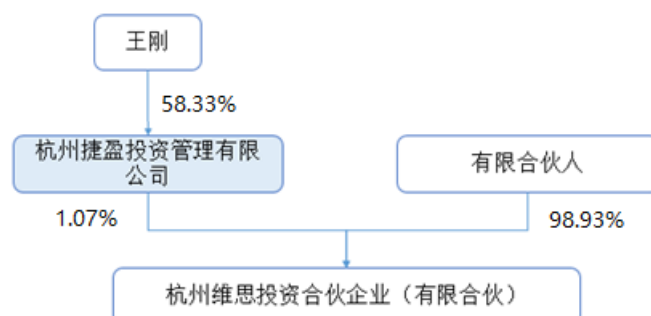 王刚
58.33%
杭州捷盈投资管理有限
公司
有限合伙人
1.07%
98.93%
杭州维思投资合伙企业（有限合伙）